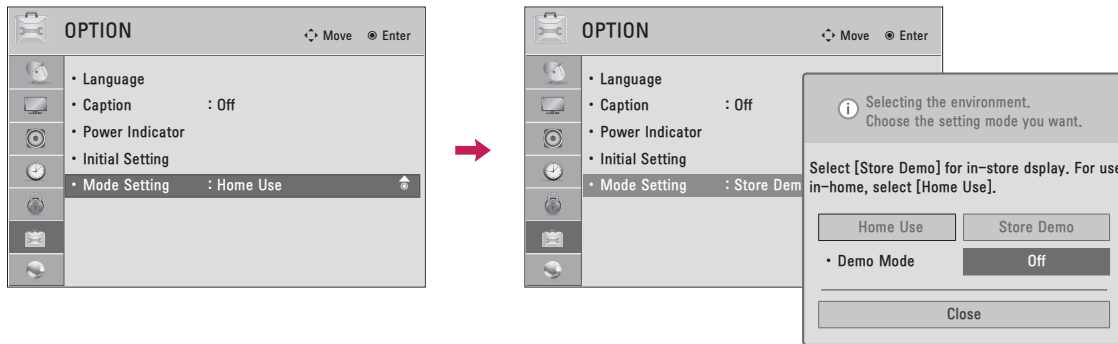 OPTION
Move Enter
• Language
• Caption : Off
• Power Indicator
• Initial Setting
• Mode Setting : Home Use
OPTION
Move Enter
• Language
• Caption : Off
• Power Indicator
• Initial Setting
• Mode Setting : Store Dem
i
Selecting the environment.
Choose the setting mode you want.
Select [Store Demo] for in-store dsplay. For use
in-home, select [Home Use].
Home Use Store Demo
• Demo Mode Off
Close